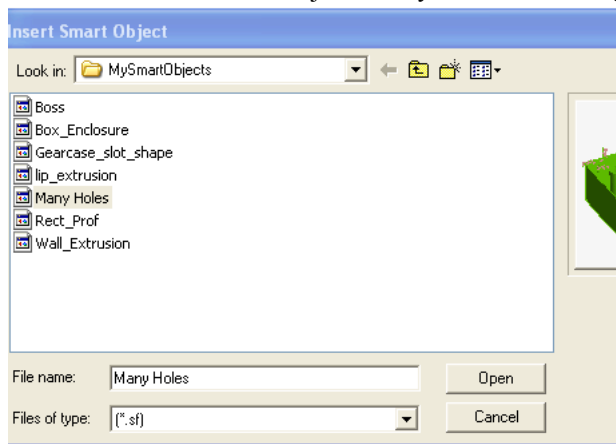 Insert Smart Object
Look in: MySmartObjects
Boss
Box_Enclosure
Gearcase_slot_shape
lip_extrusion
Many Holes
Rect_Prof
Wall_Extrusion
File name: Many Holes Open
Files of type: (*.sf) Cancel